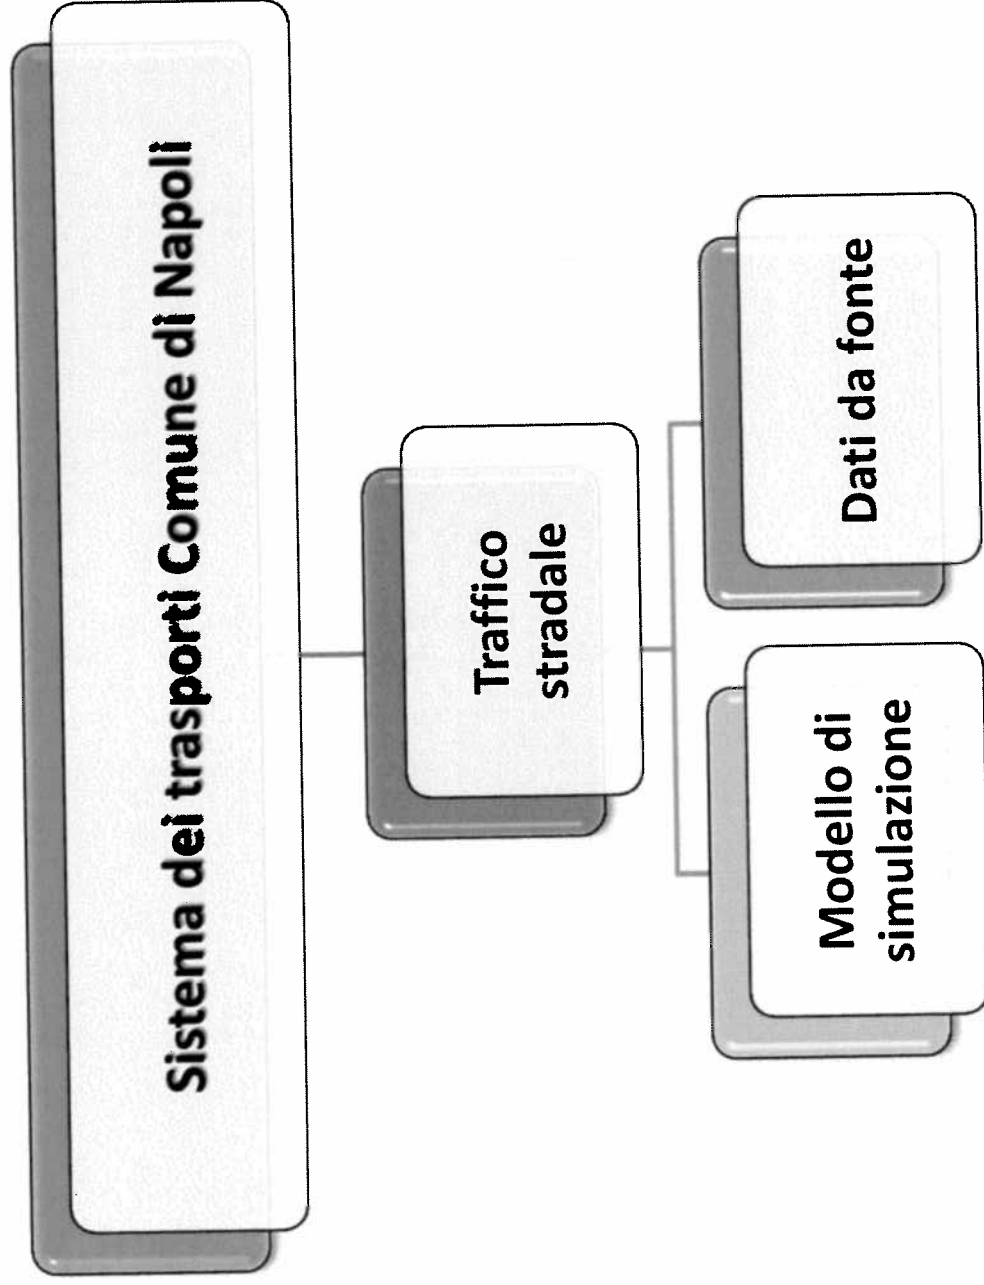 Sistema dei trasporti Comune di Napoli
Traffico
stradale
Modello di
simulazione
Dati da fonte